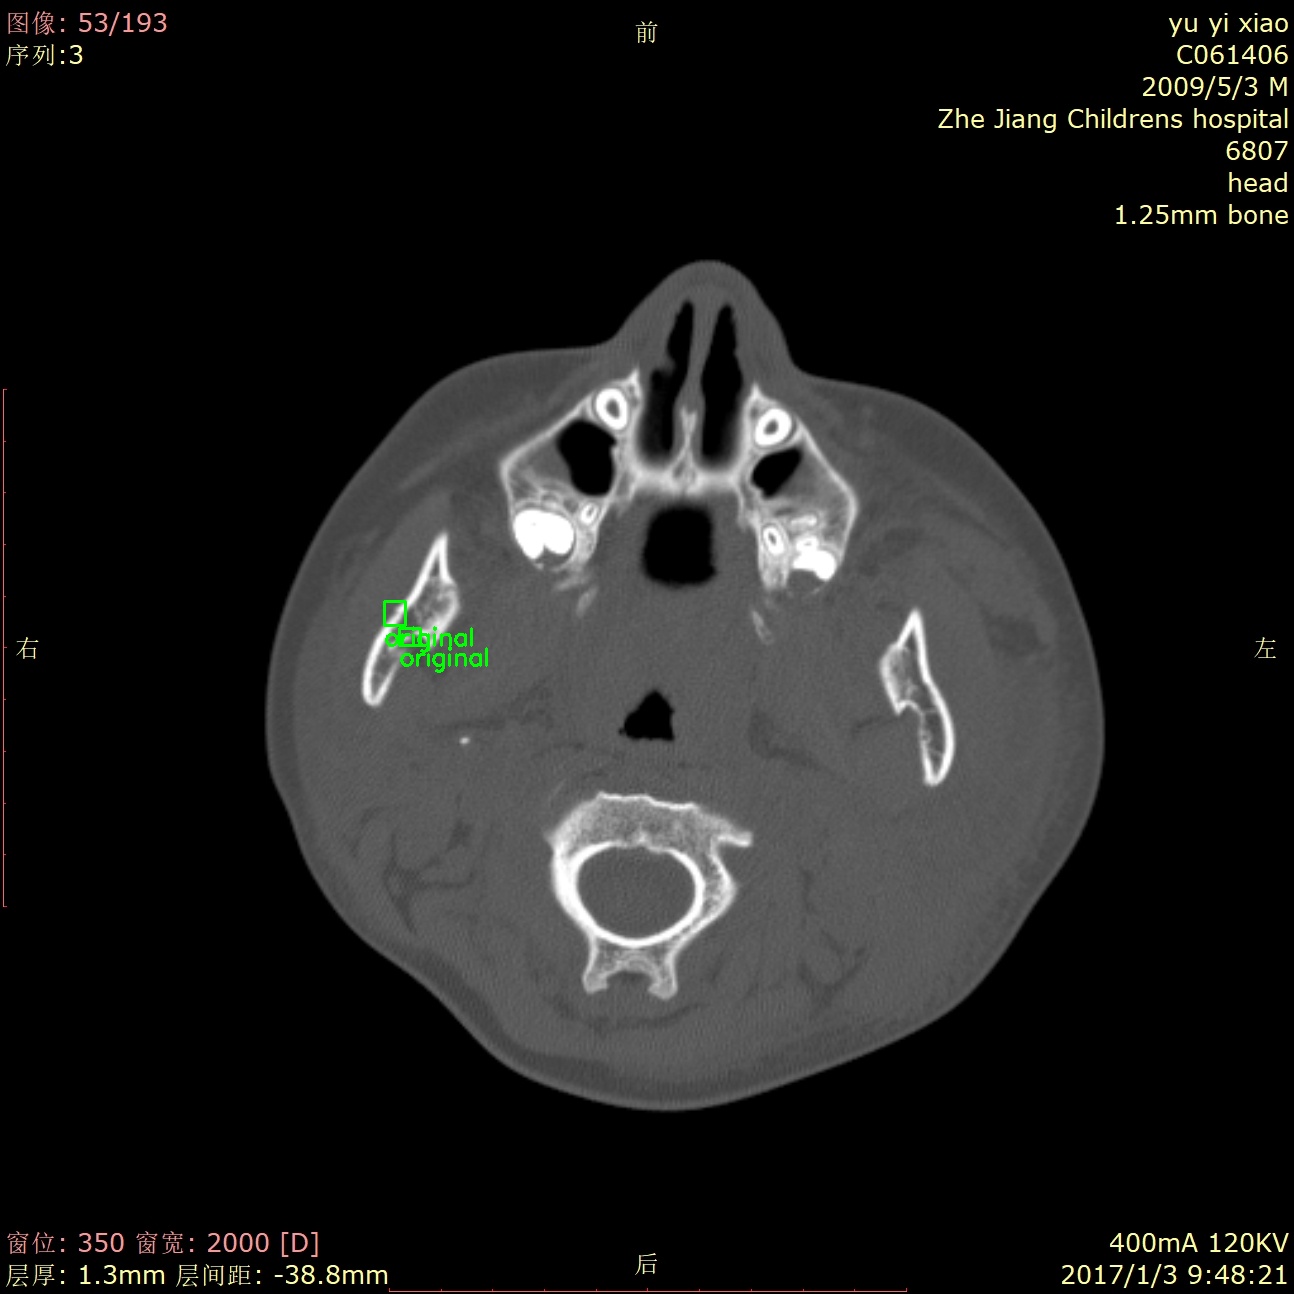 图像: 53/193
序列:3
前
yu yi xiao
C061406
2009/5/3 M
Zhe Jiang Childrens hospital
6807
head
1.25mm bone
右
original
original
左
窗位: 350 窗宽: 2000 [D]
层厚: 1.3mm 层间距: -38.8mm
后
400mA 120KV
2017/1/3 9:48:21